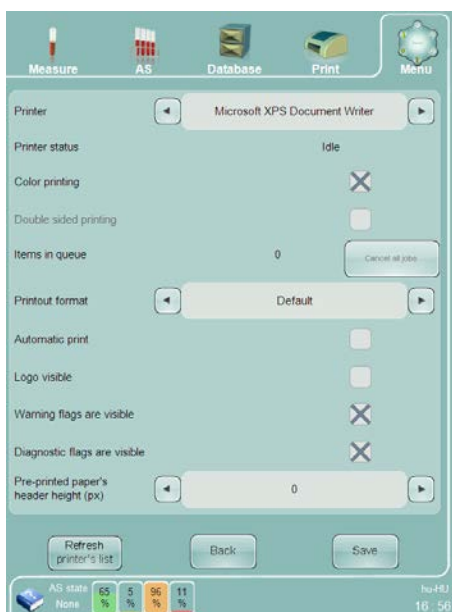 Measure AS Database Print Menu
Printer Microsoft XPS Document Writer
Printer status Idle
Color printing
Double sided printing
Items in queue 0 Cancel all jobs
Printout format Default
Automatic print
Logo visible
Warning flags are visible
Diagnostic flags are visible
Pre-printed paper's
header height (px) 0
Refresh
printer's list Back Save
AS state 65 5 96 11 hu-HU
None % % % % 16:56